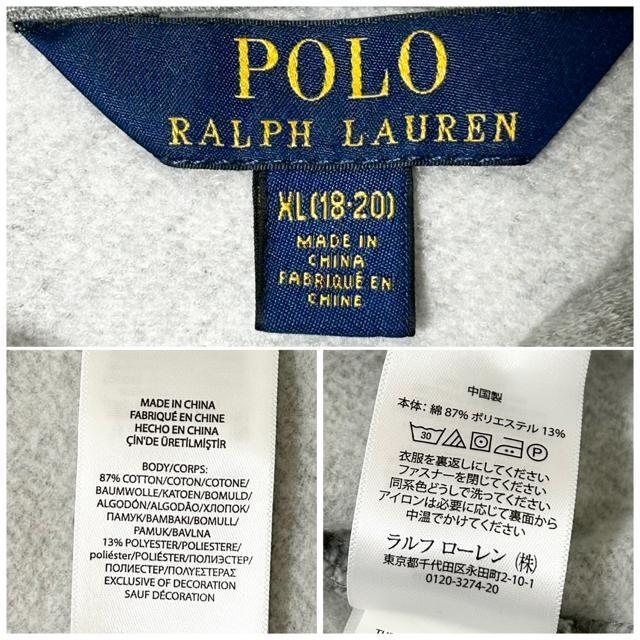 POLO
RALPH LAUREN
XL(18-20)
MADE IN
CHINA
FABRIQUÉ EN
CHINE
MADE IN CHINA
FABRIQUÉ EN CHINE
HECHO EN CHINA
ÇİN'DE ÜRETİLMİŞTİR
BODY/CORPS:
87% COTTON/COTON/COTONE/
BAUMWOLLE/KATOEN/BOMULD/
ALGODÓN/ALGODÃO/ХЛОПОК/
ПАМУК/ΒΑΜΒΑΚΙ/BOMULL/
PAMUK/BAVLNA
13% POLYESTER/POLIESTERE/
poliéster/POLIÉSTER/ПОЛИЭСТЕР/
ПОЛИЕСТЕР/ΠΟΛΥΕΣΤΕΡΑΣ
EXCLUSIVE OF DECORATION
SAUF DÉCORATION
中国製
本体: 綿 87% ポリエステル 13%
30 P
衣服を裏返しにしてください
ファスナーを閉じてください
同系色どうしで洗ってください
アイロンは必要に応じて裏面から
中温でかけてください
ラルフ ローレン (株)
東京都千代田区永田町2-10-1
0120-3274-20